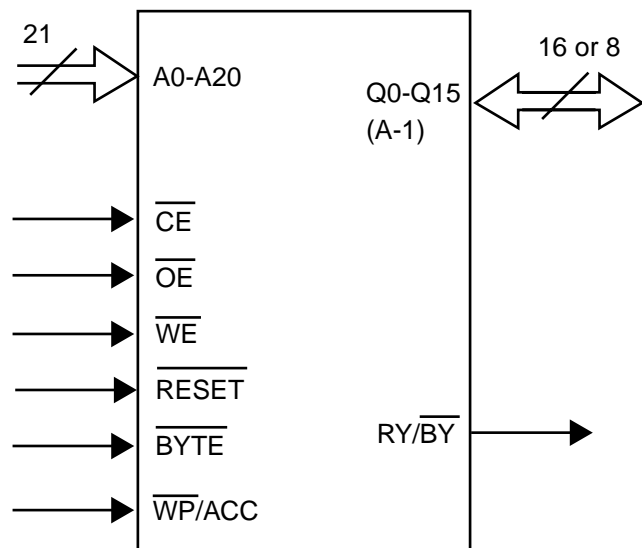 21
16 or 8
A0-A20
Q0-Q15
(A-1)
CE
OE
WE
RESET
BYTE
RY/BY
WP/ACC